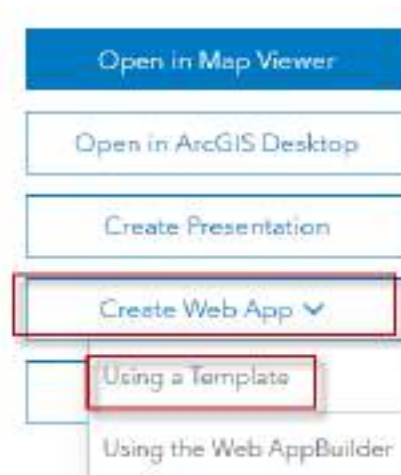 Open in Map Viewer
Open in ArcGIS Desktop
Create Presentation
Create Web App
Using a Template
Using the Web AppBuilder